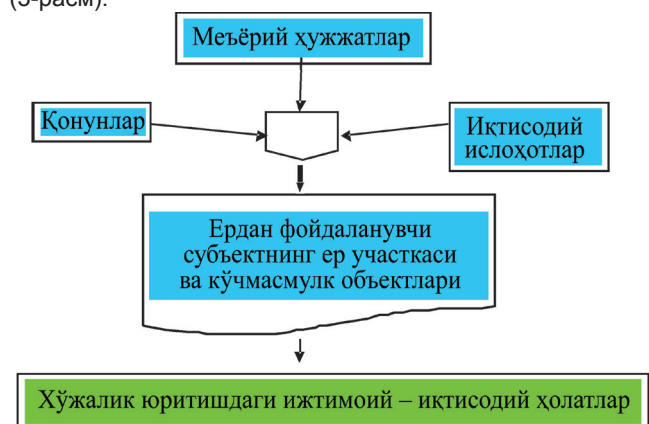 (3-расм).
Меъёрий ҳужжатлар
Қонунлар
Иқтисодий
ислоҳотлар
Ердан фойдаланувчи
субъектнинг ер участкаси
ва кўчмасмулк объектлари
Хўжалик юритишдаги ижтимоий – иқтисодий ҳолатлар